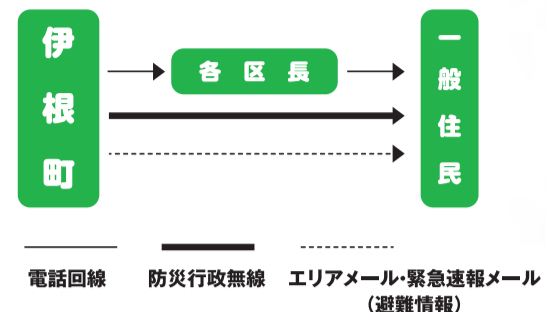 伊根町
各区長
一般住民
電話回線
防災行政無線
エリアメール・緊急速報メール
（避難情報）